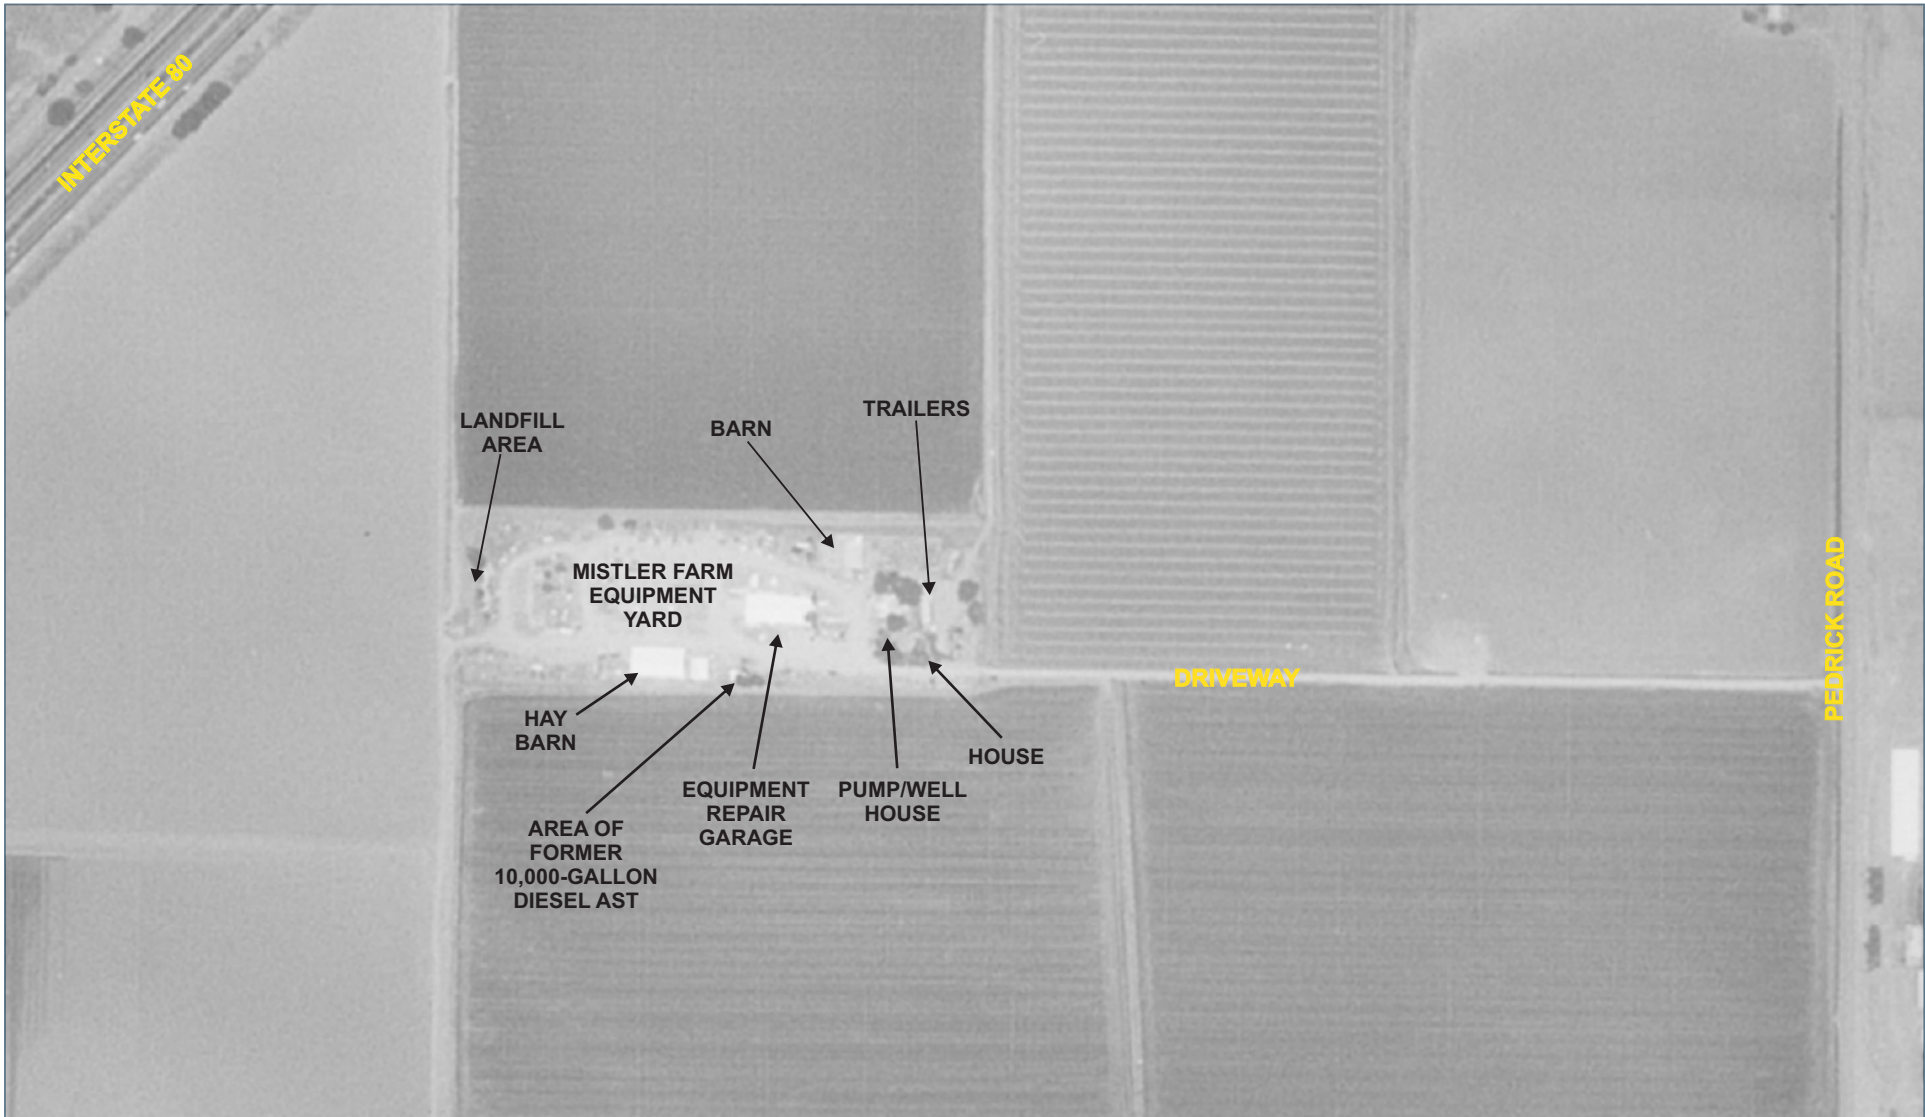 INTERSTATE 80
LANDFILL
AREA
BARN
TRAILERS
MISTLER FARM
EQUIPMENT
YARD
PEDRICK ROAD
DRIVEWAY
HAY
BARN
HOUSE
EQUIPMENT
REPAIR
GARAGE
PUMP/WELL
HOUSE
AREA OF
FORMER
10,000-GALLON
DIESEL AST